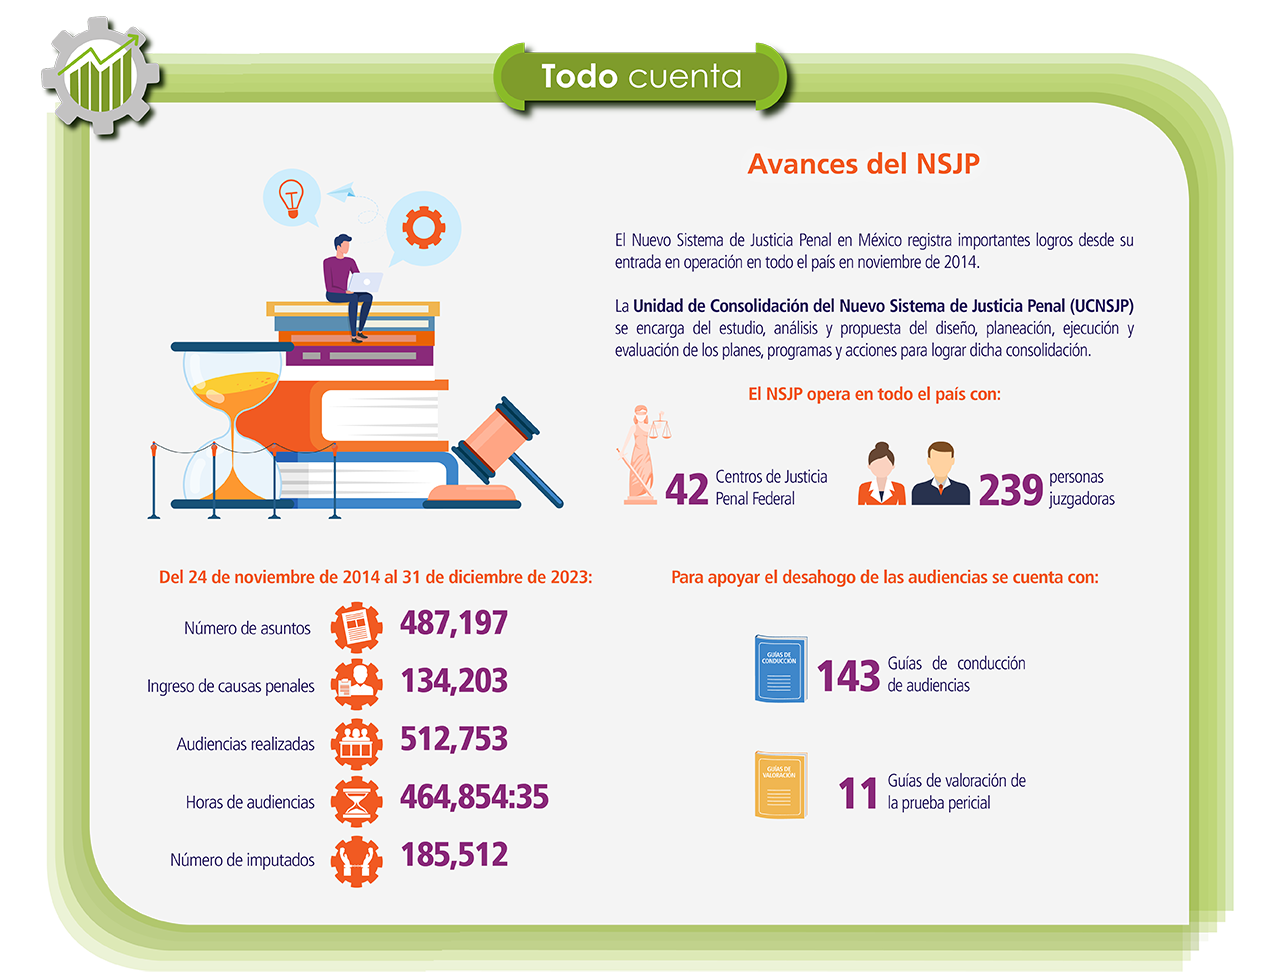 Todo cuenta
Avances del NSJP
El Nuevo Sistema de Justicia Penal en México registra importantes logros desde su
entrada en operación en todo el país en noviembre de 2014.
La Unidad de Consolidación del Nuevo Sistema de Justicia Penal (UCNSJP)
se encarga del estudio, análisis y propuesta del diseño, planeación, ejecución y
evaluación de los planes, programas y acciones para lograr dicha consolidación.
El NSJP opera en todo el país con:
42 Centros de Justicia
Penal Federal
239 personas
juzgadoras
Del 24 de noviembre de 2014 al 31 de diciembre de 2023:
Número de asuntos 487,197
Ingreso de causas penales 134,203
Audiencias realizadas 512,753
Horas de audiencias 464,854:35
Número de imputados 185,512
Para apoyar el desahogo de las audiencias se cuenta con:
GUÍAS DE
CONDUCCIÓN
143 Guías de conducción
de audiencias
GUÍAS DE
VALORACIÓN
11 Guías de valoración de
la prueba pericial